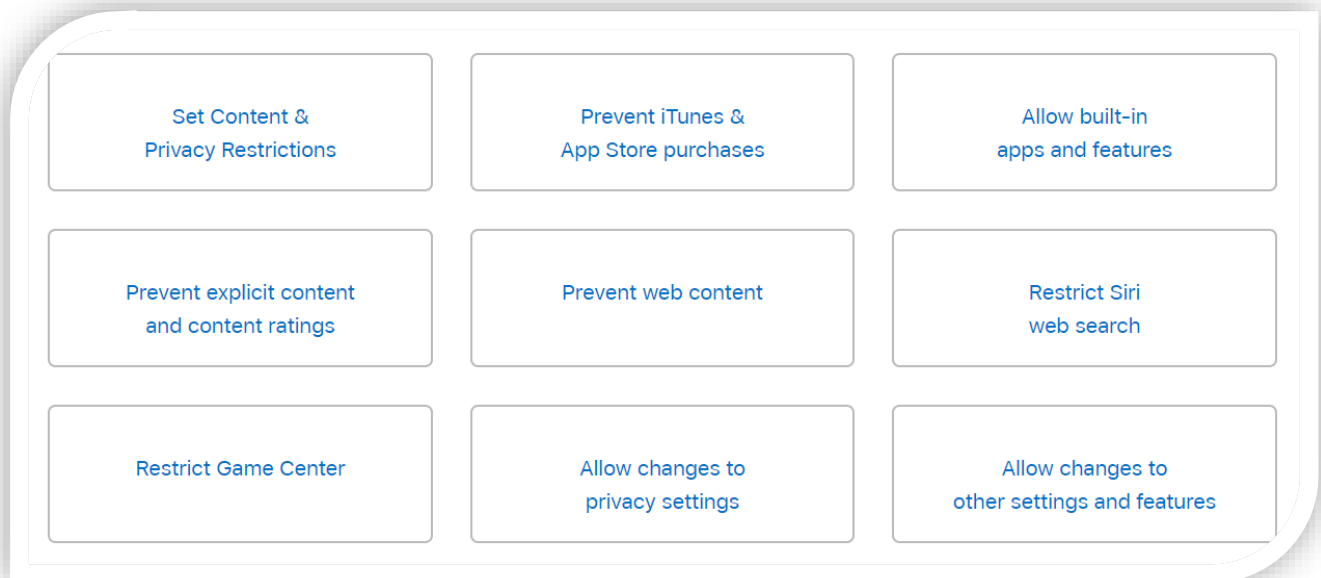 Set Content &
Privacy Restrictions
Prevent iTunes &
App Store purchases
Allow built-in
apps and features
Prevent explicit content
and content ratings
Prevent web content
Restrict Siri
web search
Restrict Game Center
Allow changes to
privacy settings
Allow changes to
other settings and features